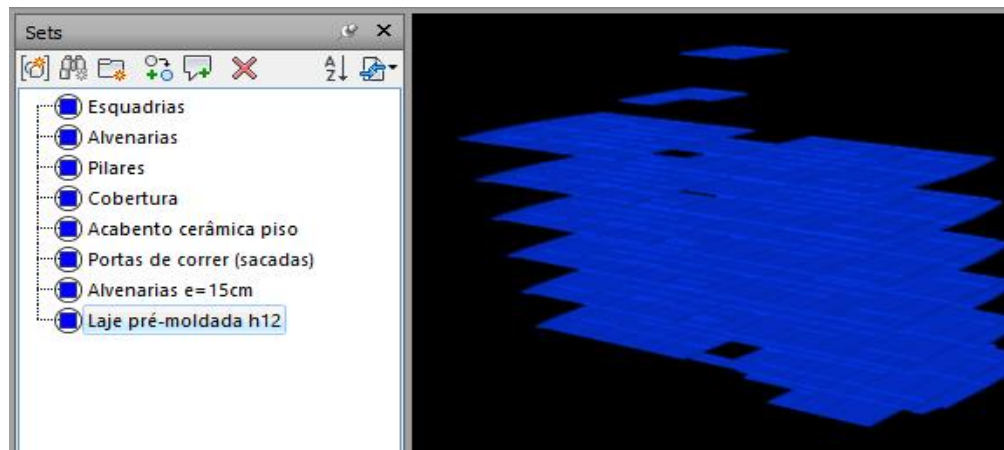 Sets
Esquadrias
Alvenarias
Pilares
Cobertura
Acabento cerâmica piso
Portas de correr (sacadas)
Alvenarias e=15cm
Laje pré-moldada h12